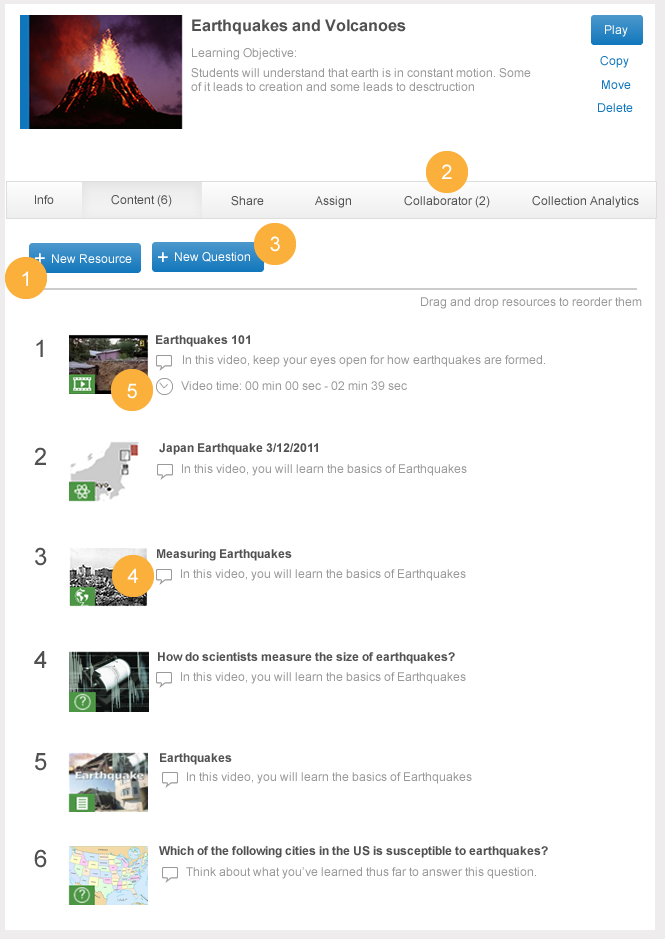 Earthquakes and Volcanoes
Learning Objective:
Students will understand that earth is in constant motion. Some
of it leads to creation and some leads to desctruction
Play
Copy
Move
Delete
2
Info
Content (6)
Share
Assign
Collaborator (2)
Collection Analytics
+ New Resource
+ New Question
3
1
Drag and drop resources to reorder them
1
Earthquakes 101
In this video, keep your eyes open for how earthquakes are formed.
5
Video time: 00 min 00 sec - 02 min 39 sec
2
Japan Earthquake 3/12/2011
In this video, you will learn the basics of Earthquakes
3
Measuring Earthquakes
4
In this video, you will learn the basics of Earthquakes
4
How do scientists measure the size of earthquakes?
In this video, you will learn the basics of Earthquakes
?
5
Earthquake
Earthquakes
In this video, you will learn the basics of Earthquakes
6
Which of the following cities in the US is susceptible to earthquakes?
Think about what you’ve learned thus far to answer this question.
?